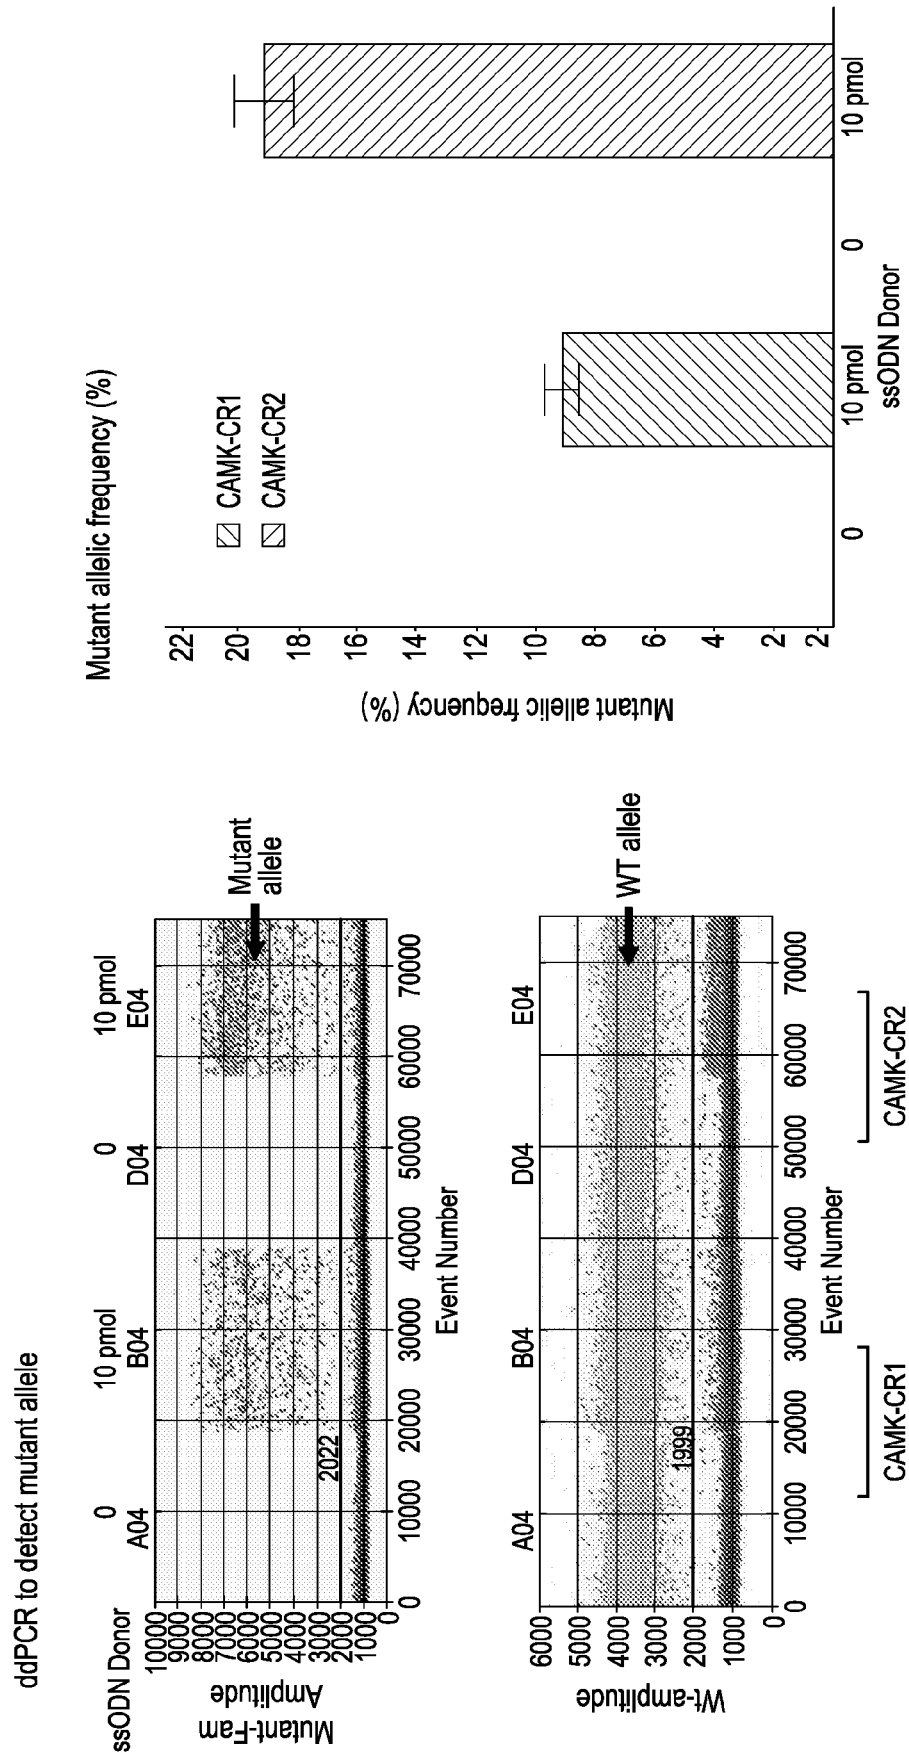 ddPCR to detect mutant allele
ssODN Donor
0
10 pmol
0
10 pmol
A04
B04
D04
E04
10000
9000
8000
7000
6000
5000
4000
3000
2000
1000
0
Mutant-Fam
Amplitude
2022
Mutant
allele
0
10000
20000
30000
40000
50000
60000
70000
Event Number
A04
B04
D04
E04
6000
5000
4000
3000
2000
1000
0
Wt-amplitude
1999
WT allele
0
10000
20000
30000
40000
50000
60000
70000
Event Number
CAMK-CR1
CAMK-CR2
Mutant allelic frequency (%)
CAMK-CR1
CAMK-CR2
Mutant allelic frequency (%)
22
20
18
16
14
12
10
8
6
4
2
2
0
10 pmol
0
10 pmol
ssODN Donor